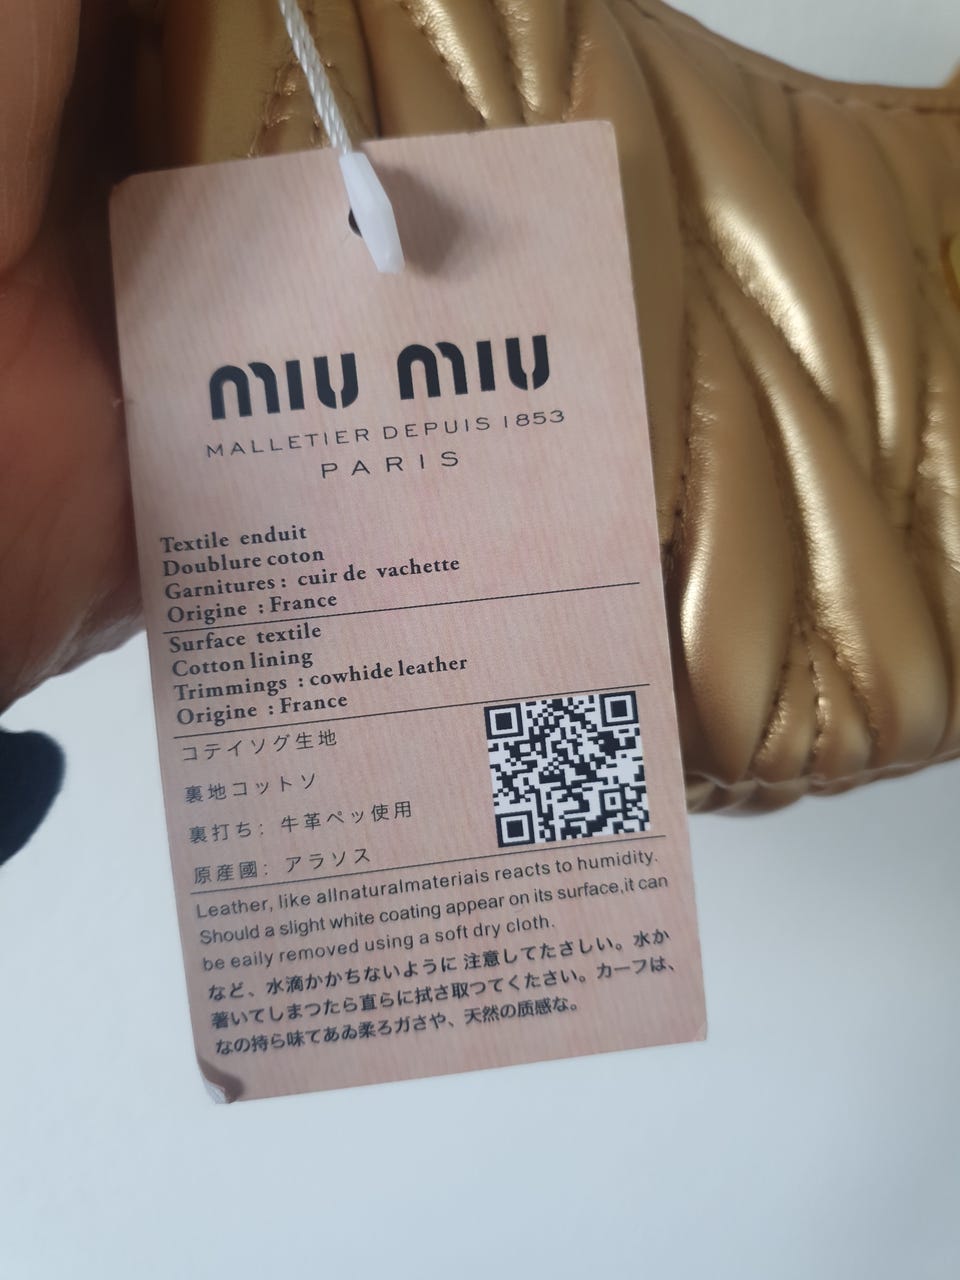 miu miu
MALLETIER DEPUIS 1853
PARIS
Textile enduit
Doublure coton
Garnitures : cuir de vachette
Origine : France
Surface textile
Cotton lining
Trimmings : cowhide leather
Origine : France
コテイソグ生地
裏地コットソ
裏打ち: 牛革ペッ使用
原産國: アラソス
Leather, like allnaturalmateriais reacts to humidity.
Should a slight white coating appear on its surface,it can
be eaily removed using a soft dry cloth.
など、水滴かかちないように 注意してたさしい。水か
著いてしまつたら直らに拭さ取つてくたさい。カーフは、
なの持ら味てあゐ柔ろガさや、天然の质感な。